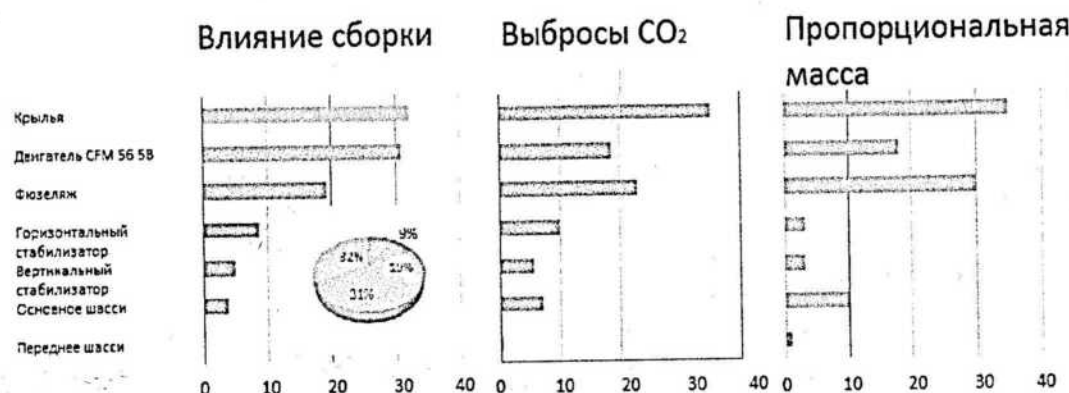 Влияние сборки
Выбросы CO₂
Пропорциональная
масса
Крылья
Двигатель CFM 56 5B
Фюзеляж
Горизонтальный
стабилизатор
Вертикальный
стабилизатор
Основное шасси
Переднее шасси
9%
32%
19%
31%
0 10 20 30 40
0 10 20 30 40
0 10 20 30 40